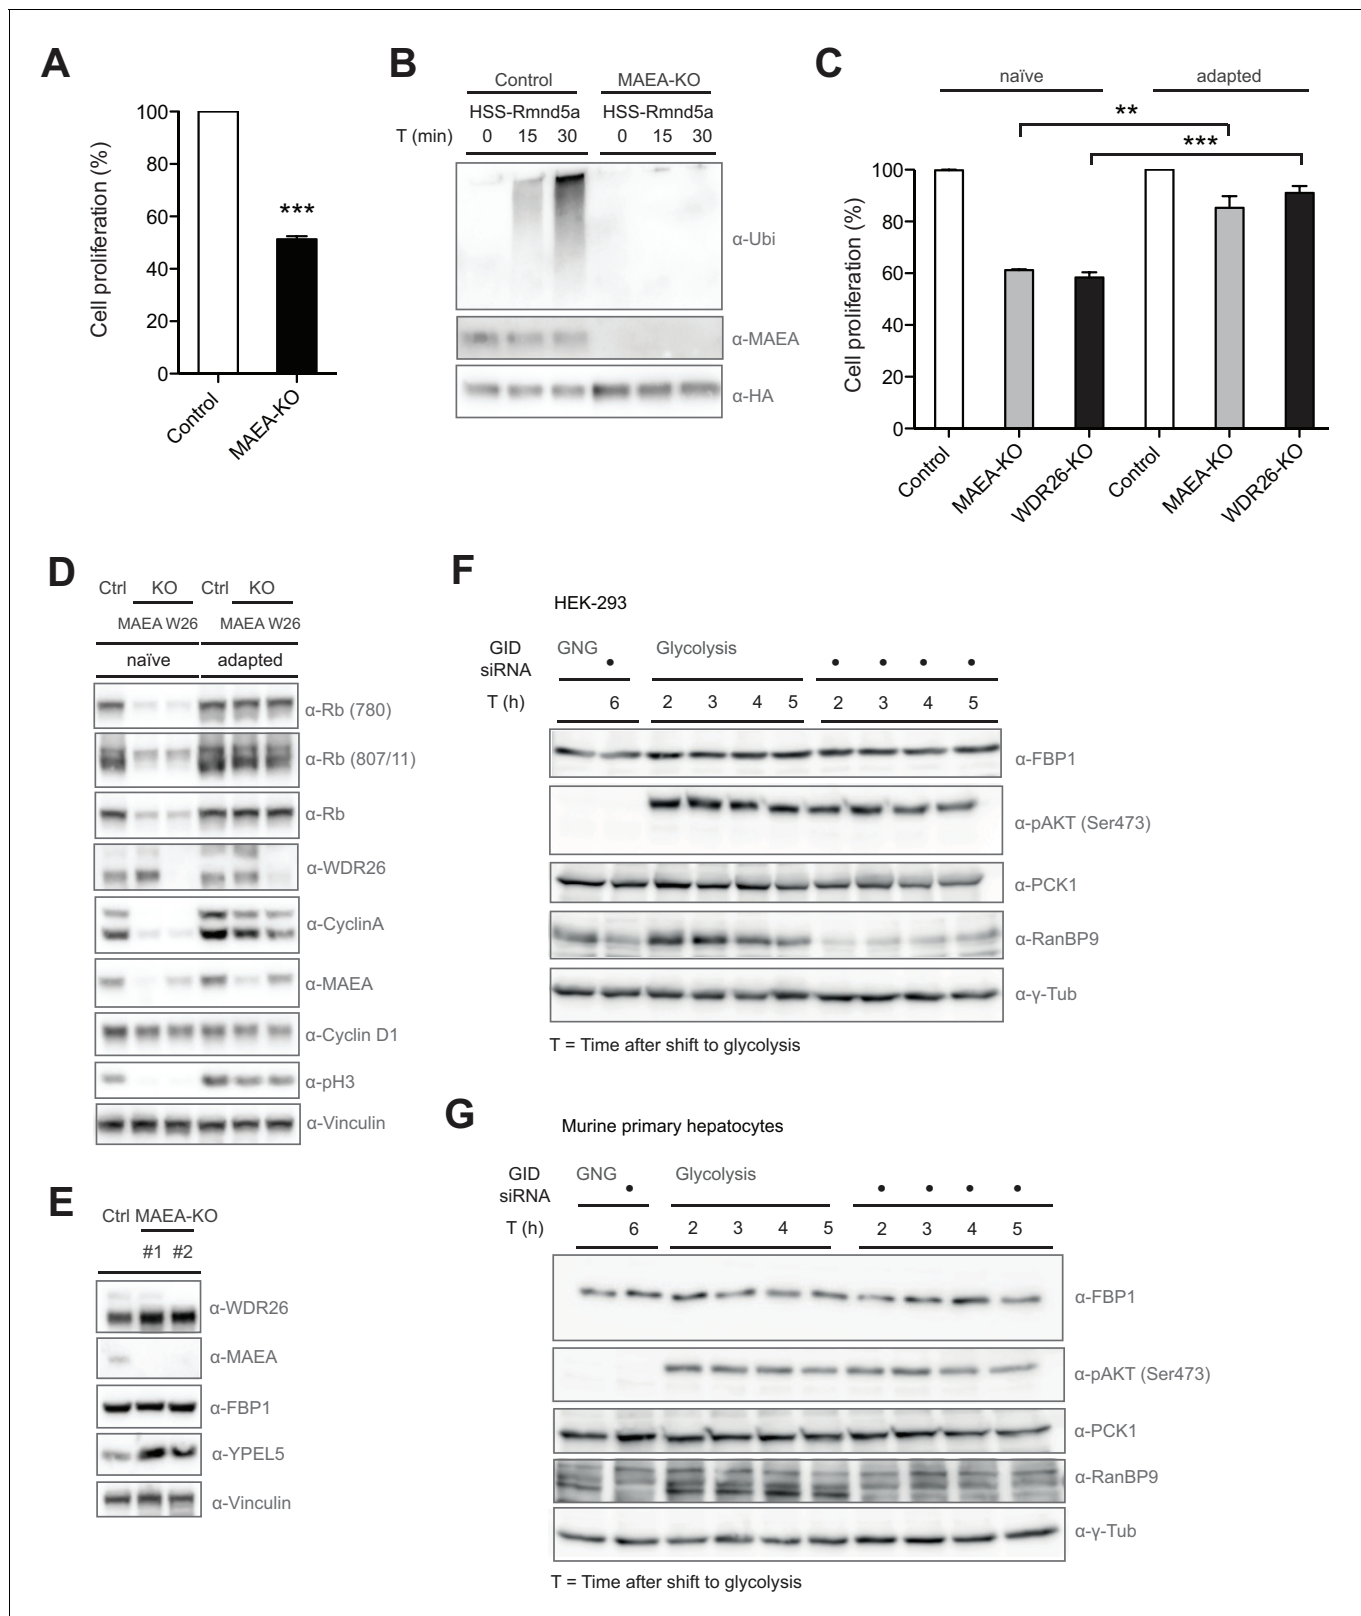 A
Cell proliferation (%)
100
80
60
40
20
0
***
Control
MAEA-KO
B
Control MAEA-KO
HSS-Rmnd5a HSS-Rmnd5a
T (min) 0 15 30 0 15 30
α-Ubi
α-MAEA
α-HA
C
naïve adapted
**
***
Cell proliferation (%)
100
80
60
40
20
0
Control
MAEA-KO
WDR26-KO
Control
MAEA-KO
WDR26-KO
D
Ctrl KO Ctrl KO
MAEA W26 MAEA W26
naïve adapted
α-Rb (780)
α-Rb (807/11)
α-Rb
α-WDR26
α-CyclinA
α-MAEA
α-Cyclin D1
α-pH3
α-Vinculin
E
Ctrl MAEA-KO
#1 #2
α-WDR26
α-MAEA
α-FBP1
α-YPEL5
α-Vinculin
F
HEK-293
GID GNG Glycolysis
siRNA • • • • •
T (h) 6 2 3 4 5 2 3 4 5
α-FBP1
α-pAKT (Ser473)
α-PCK1
α-RanBP9
α-γ-Tub
T = Time after shift to glycolysis
G
Murine primary hepatocytes
GID GNG Glycolysis
siRNA • • • • •
T (h) 6 2 3 4 5 2 3 4 5
α-FBP1
α-pAKT (Ser473)
α-PCK1
α-RanBP9
α-γ-Tub
T = Time after shift to glycolysis